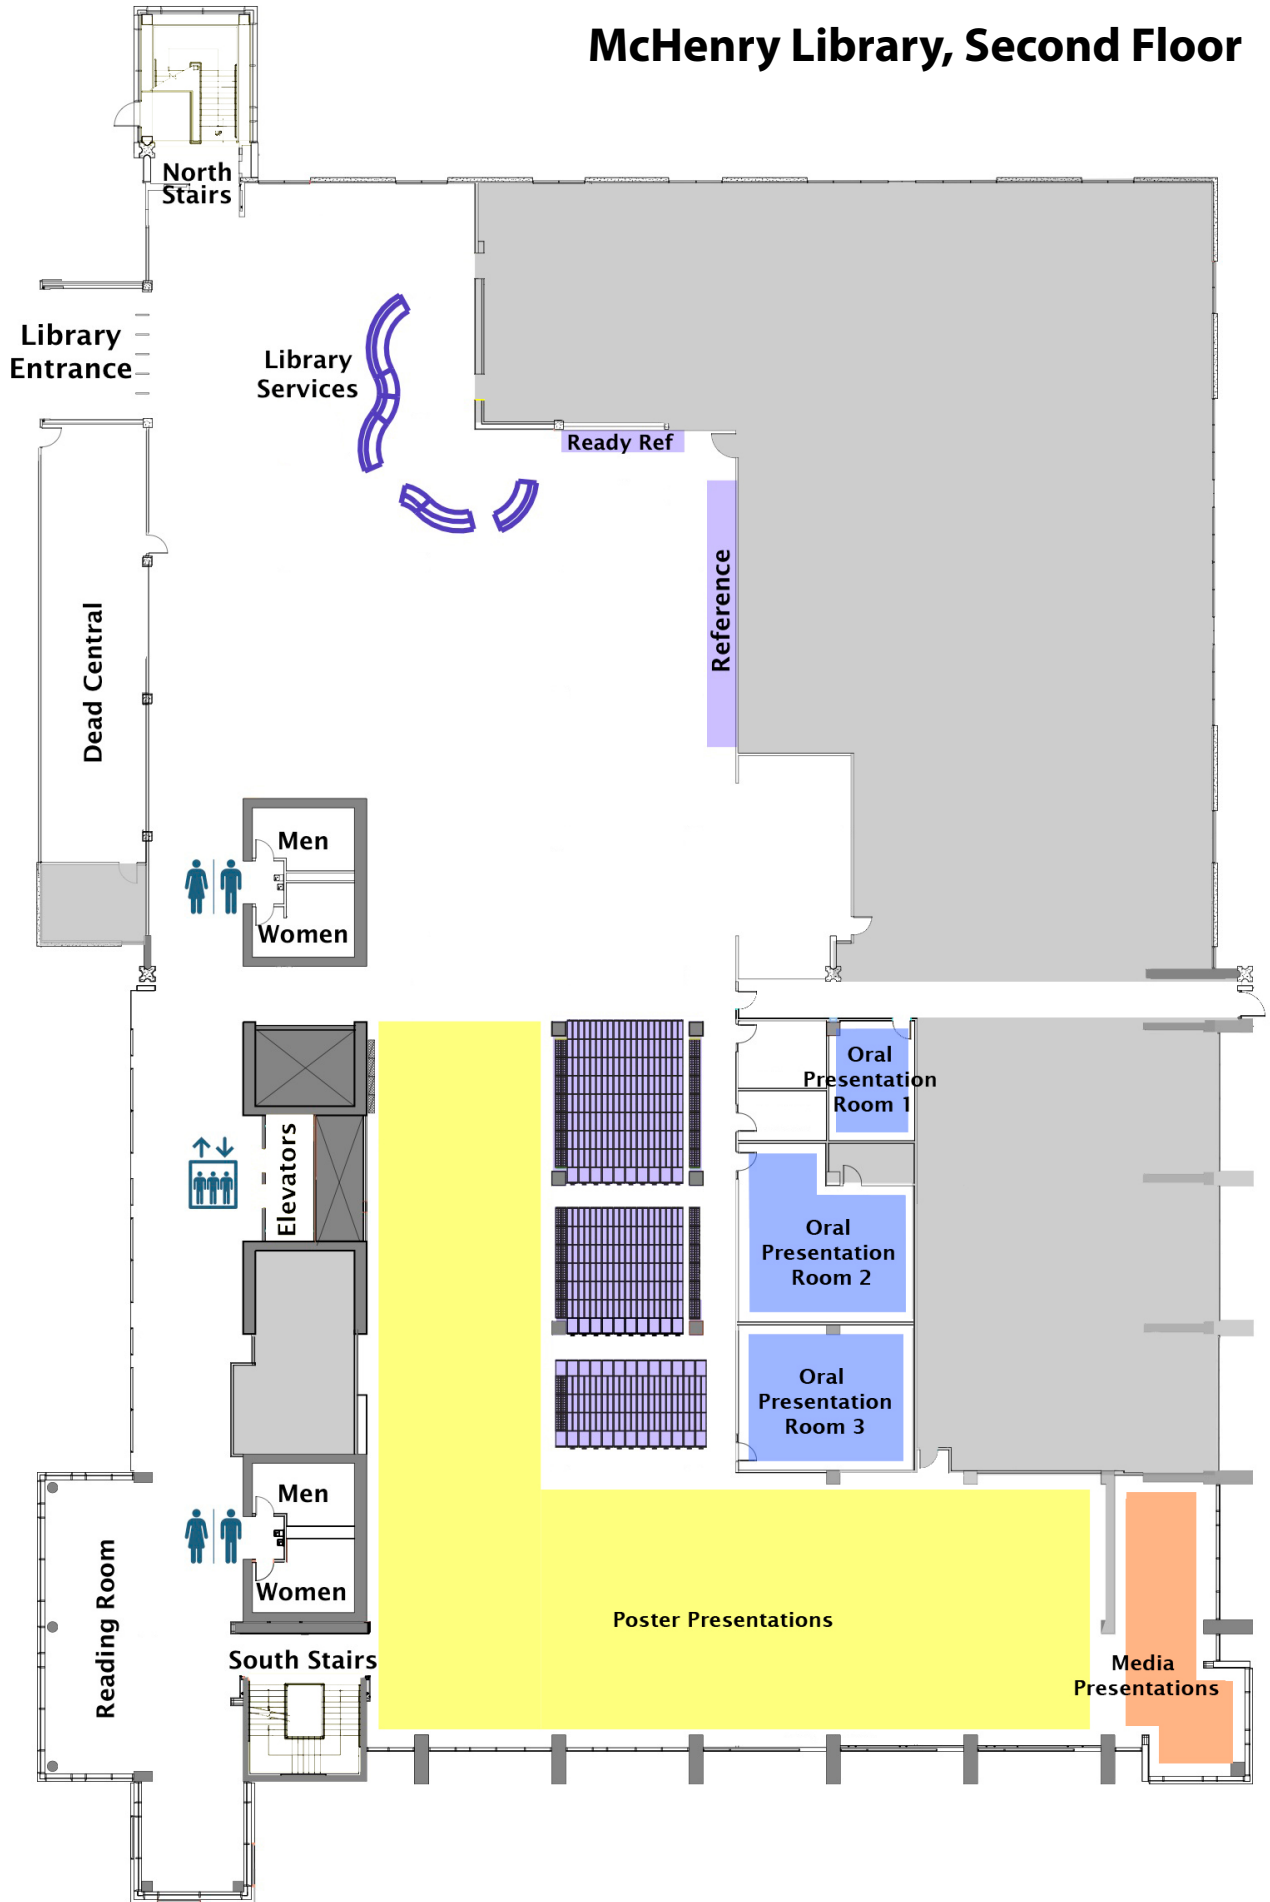 McHenry Library, Second Floor
North
Stairs
Library
Entrance
Library
Services
Ready Ref
Reference
Dead Central
Men
Women
Oral
Presentation
Room 1
Elevators
Oral
Presentation
Room 2
Oral
Presentation
Room 3
Men
Women
Reading Room
Poster Presentations
South Stairs
Media
Presentations